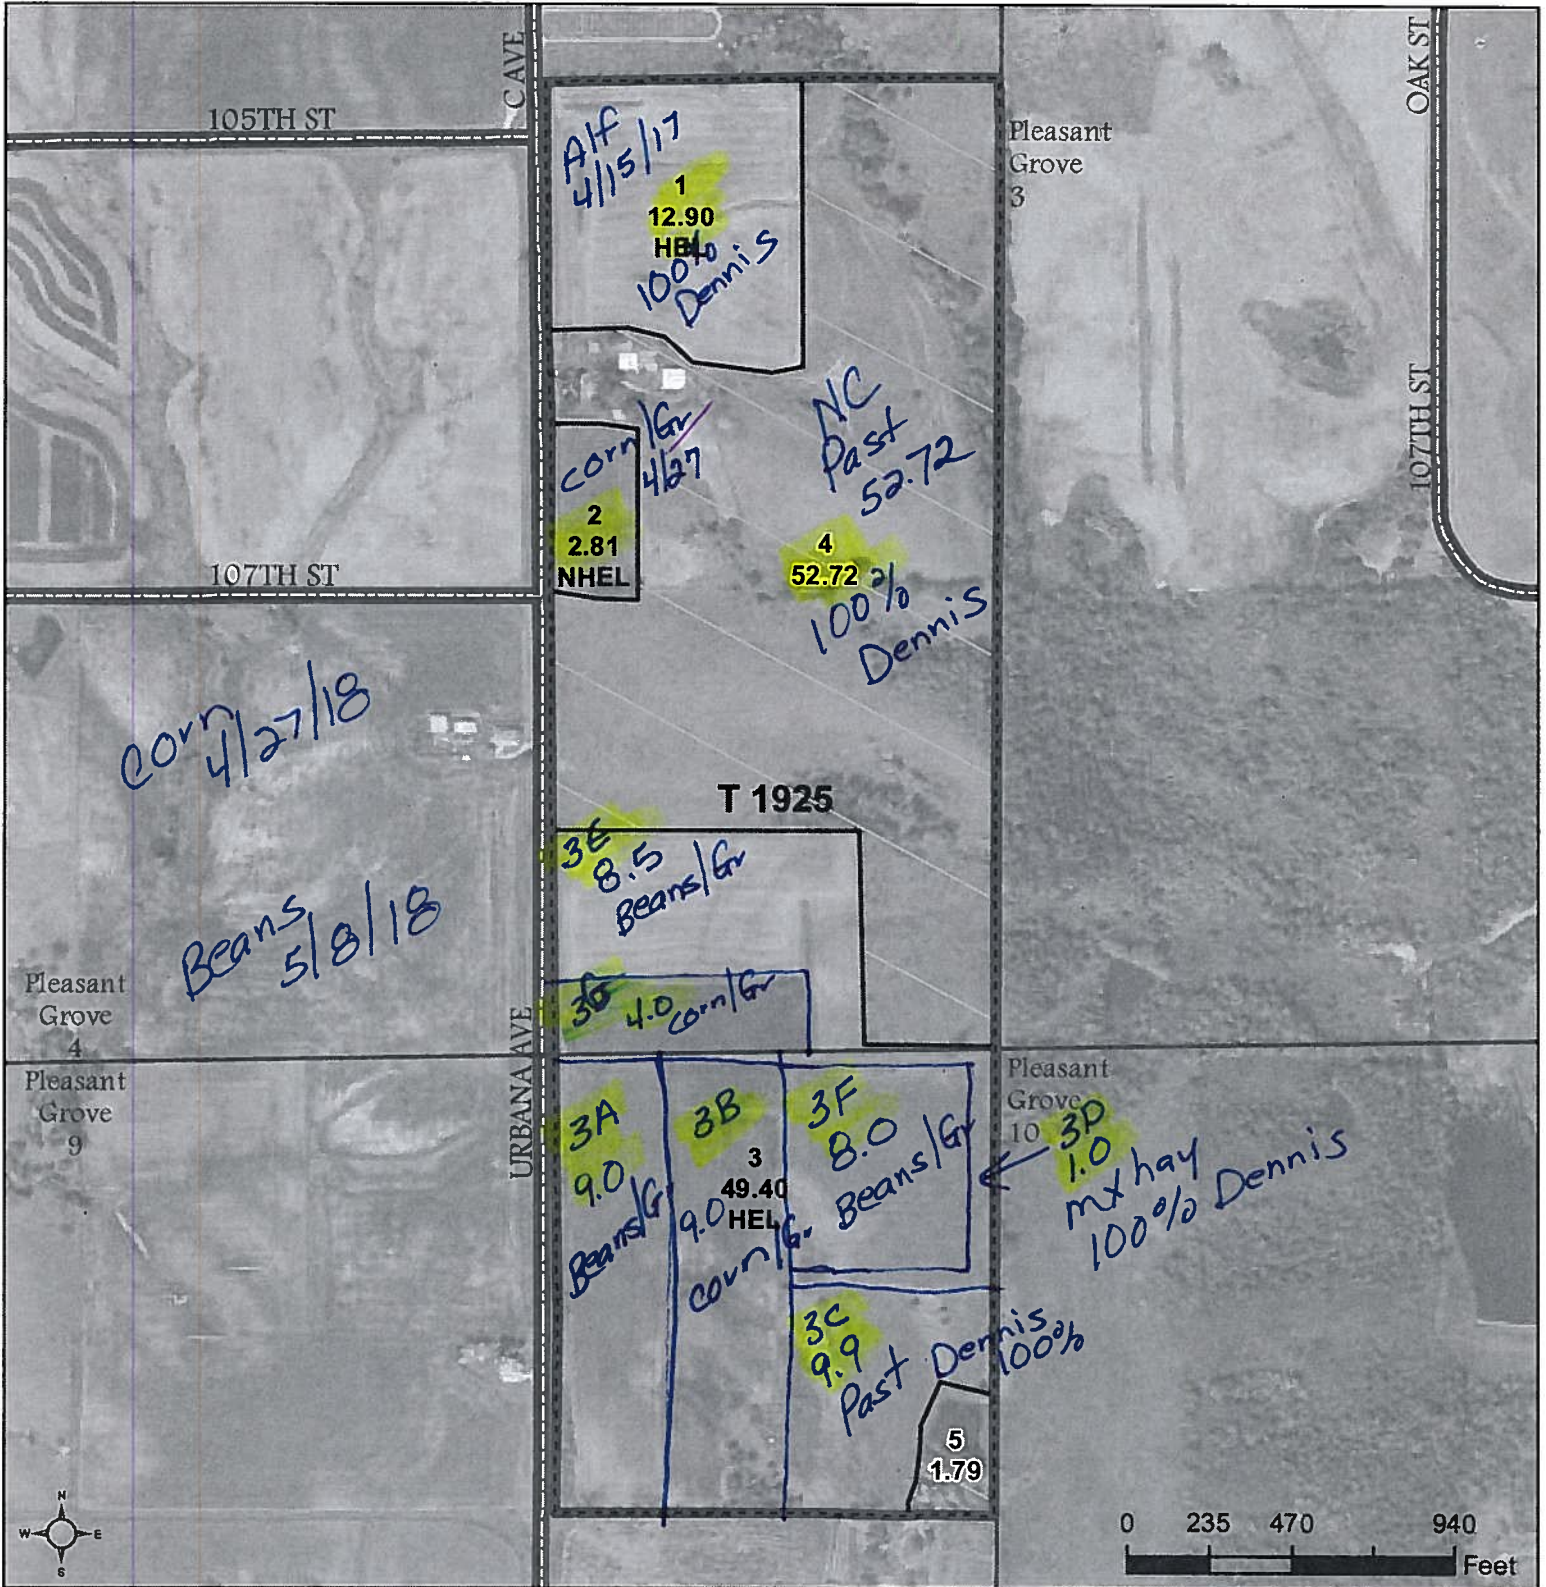 C AVE
OAK ST
105TH ST
Pleasant
Grove
3
Alf
4/15/17
1
12.90
HEL
100%
Dennis
107TH ST
NC
Past
52.72
corn/Gr
4/27
2
2.81
NHEL
4
52.72
100%
Dennis
107TH ST
corn
4/27/18
T 1925
3E
8.5
Beans/Gr
Beans
5/8/18
Pleasant
Grove
4
4.0 corn/Gr
URBANA AVE
Pleasant
Grove
9
3A
9.0
Beans/Gr
3B
3
49.40
HEL
9.0
corn/Gr
3F
8.0
Beans/Gr
Pleasant
Grove
10
3D
1.0
mx hay
100% Dennis
3C
9.9
Past Dennis
100%
5
1.79
N
W E
S
0 235 470 940
Feet